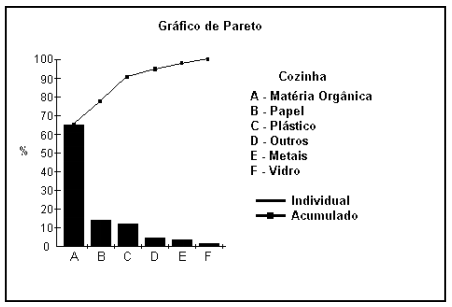 Gráfico de Pareto
100
90
80
70
60
50
40
30
20
10
0
%
A B C D E F
Cozinha
A - Matéria Orgânica
B - Papel
C - Plástico
D - Outros
E - Metais
F - Vidro
Individual
Acumulado